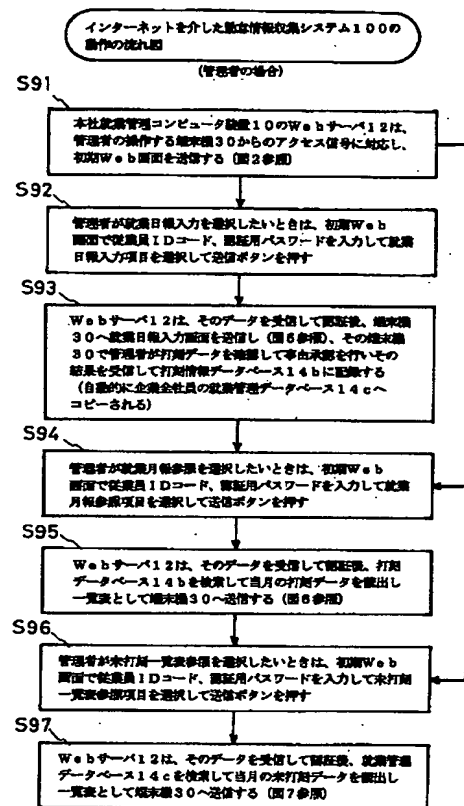 インターネットを介した勤怠情報収集システム100の
動作の流れ図
(管理者の場合)
S91
本社就業管理コンピュータ装置10のWebサーバ12は、
管理者の操作する端末機30からのアクセス信号に対応し、
初期Web画面を送信する(図2参照)
S92
管理者が就業日報入力を選択したいときは、初期Web
画面で従業員IDコード、認証用パスワードを入力して就業
日報入力項目を選択して送信ボタンを押す
S93
Webサーバ12は、そのデータを受信して認証後、端末機
30へ就業日報入力画面を送信し(図5参照)、その端末機
30で管理者が打刻データを確認して事由承認を行いその
結果を受信して打刻情報データベース14bに記録する
(自動的に企業全社員の就業管理データベース14cへ
コピーされる)
S94
管理者が就業月報参照を選択したいときは、初期Web
画面で従業員IDコード、認証用パスワードを入力して就業
月報参照項目を選択して送信ボタンを押す
S95
Webサーバ12は、そのデータを受信して認証後、打刻
データベース14bを検索して当月の打刻データを読出し
一覧表として端末機30へ送信する(図6参照)
S96
管理者が未打刻一覧表参照を選択したいときは、初期Web
画面で従業員IDコード、認証用パスワードを入力して未打刻
一覧表参照項目を選択して送信ボタンを押す
S97
Webサーバ12は、そのデータを受信して認証後、就業管理
データベース14cを検索して当月の未打刻データを読出し
一覧表として端末機30へ送信する(図7参照)